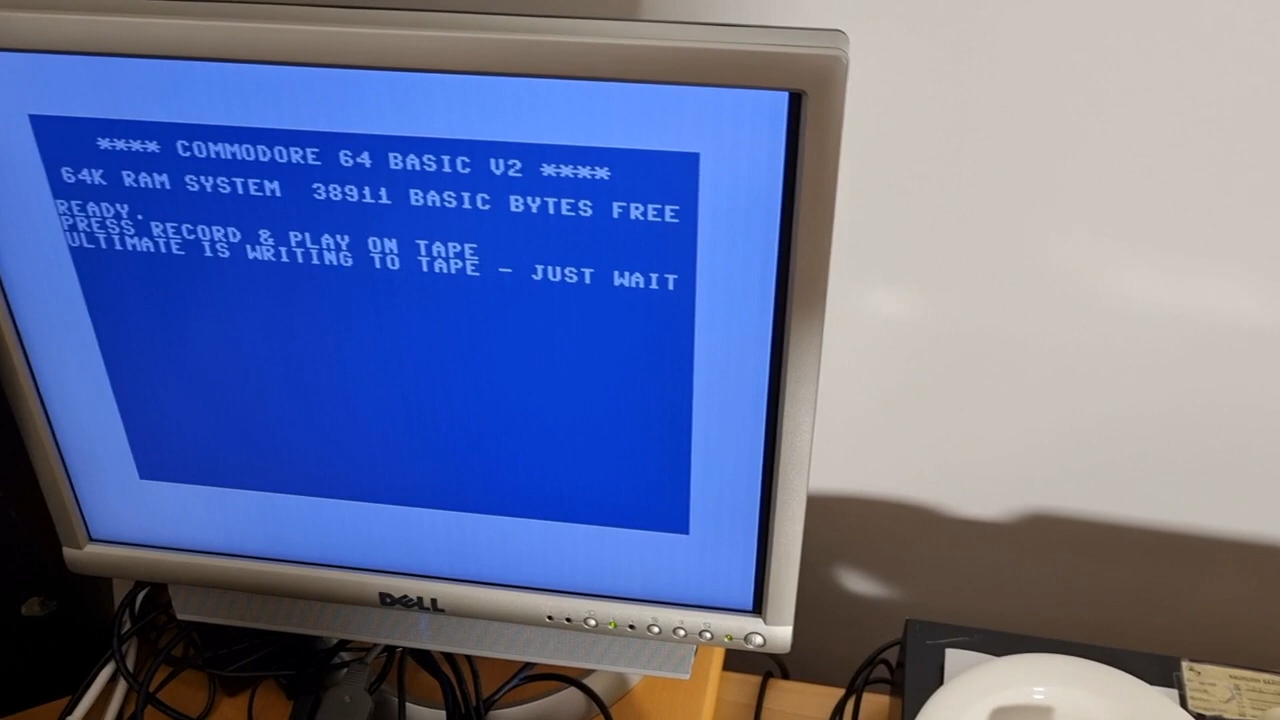 **** COMMODORE 64 BASIC V2 ****
64K RAM SYSTEM  38911 BASIC BYTES FREE
READY.
PRESS RECORD & PLAY ON TAPE
ULTIMATE IS WRITING TO TAPE - JUST WAIT
DELL